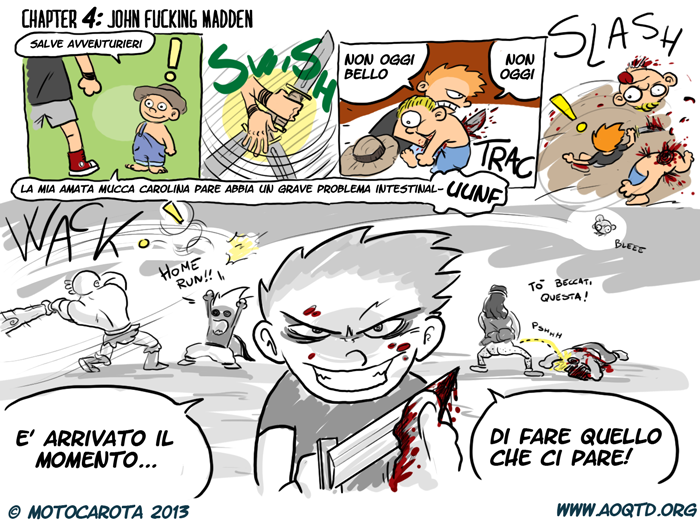 CHAPTER 4: JOHN FUCKING MADDEN
SALVE AVVENTURIERI
!
LA MIA AMATA MUCCA CAROLINA PARE ABBIA UN GRAVE PROBLEMA INTESTINAL-
UUNF
SWISH
NON OGGI
BELLO
NON
OGGI
TRAC
SLASH
!
WACK
!
HOME
RUN!!
BLEEE
TO' BECCATI
QUESTA!
PSHHH
E' ARRIVATO IL
MOMENTO...
DI FARE QUELLO
CHE CI PARE!
© MOTOCAROTA 2013
WWW.AOQTD.ORG